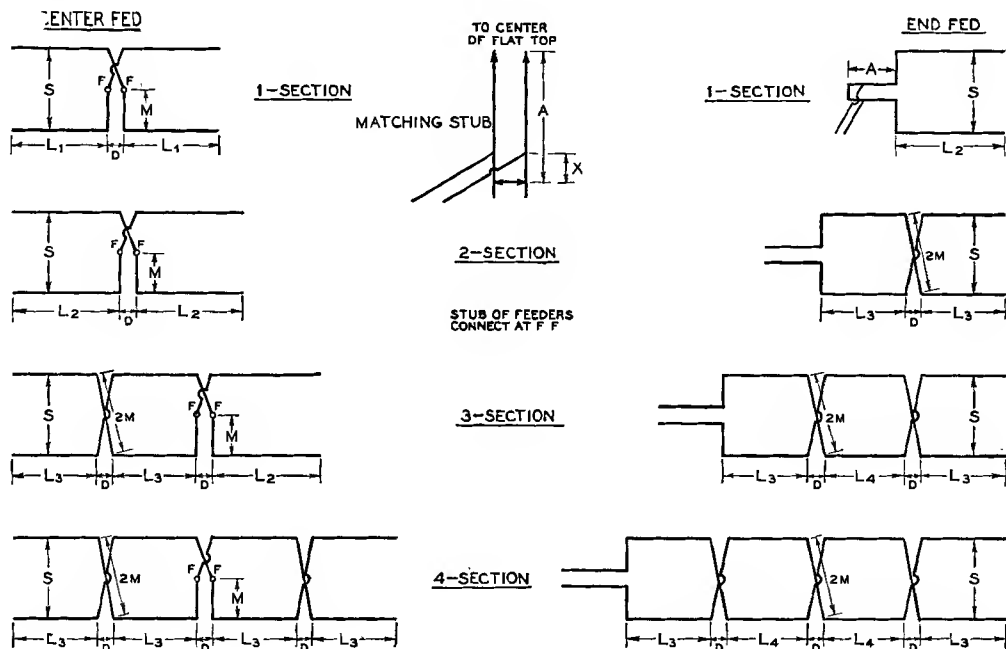 CENTER FED
TO CENTER
OF FLAT TOP
END FED
S
F F
M
1-SECTION
L1 D L1
MATCHING STUB
A
X
1-SECTION
A
S
L2
S
F F
M
2-SECTION
L2 D L2
2M
S
L3 D L3
STUB OF FEEDERS
CONNECT AT F F
S
2M
F F
M
3-SECTION
L3 D L3 D L2
2M
S
L3 D L4 D L3
S
2M
F F
M
4-SECTION
L3 D L3 D L3 D L3
2M
S
L3 D L4 D L4 D L3